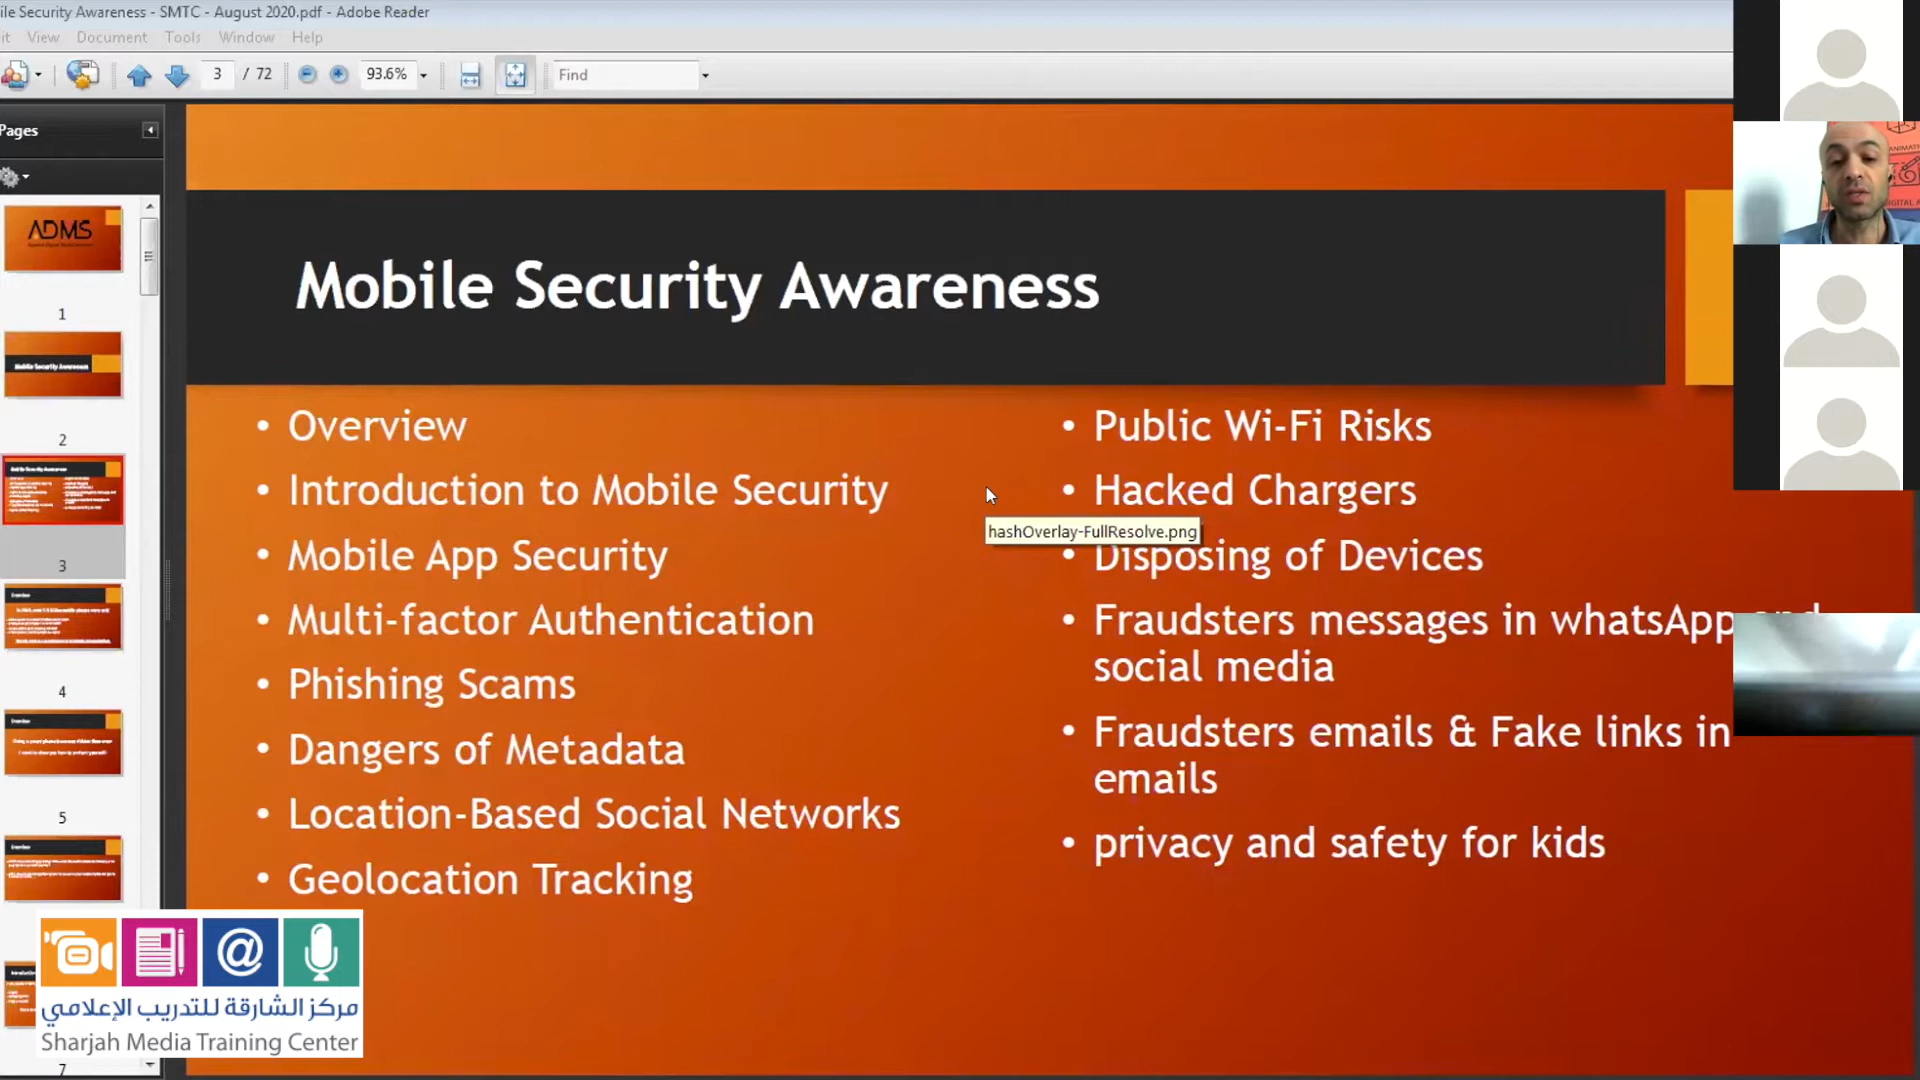 ile Security Awareness - SMTC - August 2020.pdf - Adobe Reader
it View Document Tools Window Help
3 / 72 93.6% Find
Pages
ADMS
1
Mobile Security Awareness
2
3
4
5
7
Mobile Security Awareness
• Overview
• Introduction to Mobile Security
• Mobile App Security
• Multi-factor Authentication
• Phishing Scams
• Dangers of Metadata
• Location-Based Social Networks
• Geolocation Tracking
• Public Wi-Fi Risks
• Hacked Chargers
hashOverlay-FullResolve.png
• Disposing of Devices
• Fraudsters messages in whatsApp and
social media
• Fraudsters emails & Fake links in
emails
• privacy and safety for kids
مركز الشارقة للتدريب الإعلامي
Sharjah Media Training Center